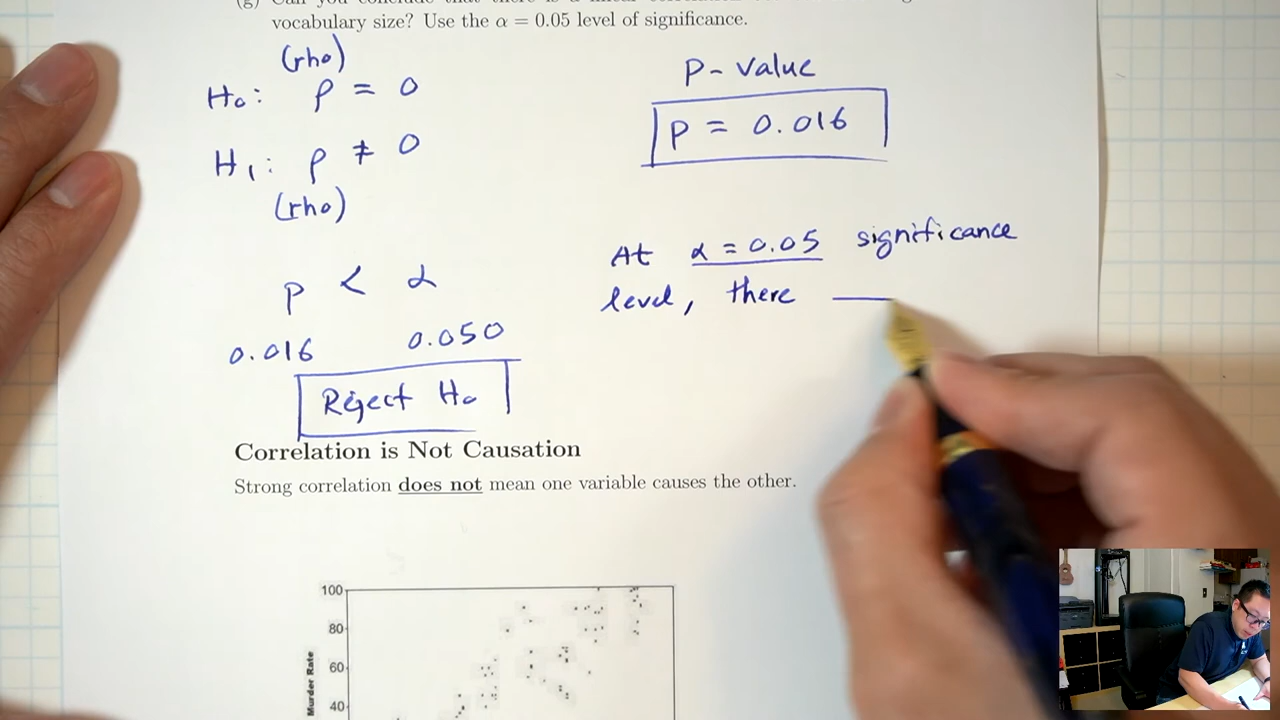 vocabulary size? Use the α = 0.05 level of significance.
(rho)
H₀: ρ = 0
H₁: ρ ≠ 0
(rho)
p < α
0.016 0.050
Reject H₀
P-value
P = 0.016
At α = 0.05 significance
level, there
Correlation is Not Causation
Strong correlation does not mean one variable causes the other.
100
80
60
40
Murder Rate